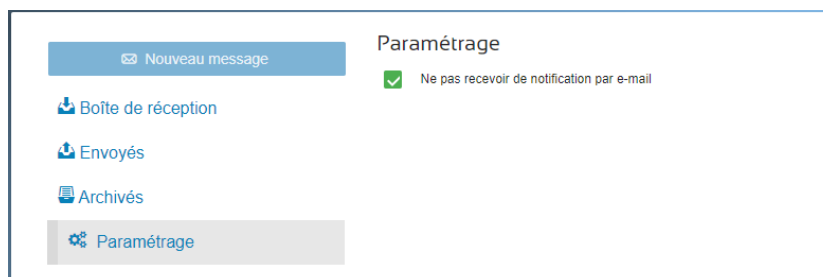 Nouveau message
Boîte de réception
Envoyés
Archivés
Paramétrage
Paramétrage
Ne pas recevoir de notification par e-mail